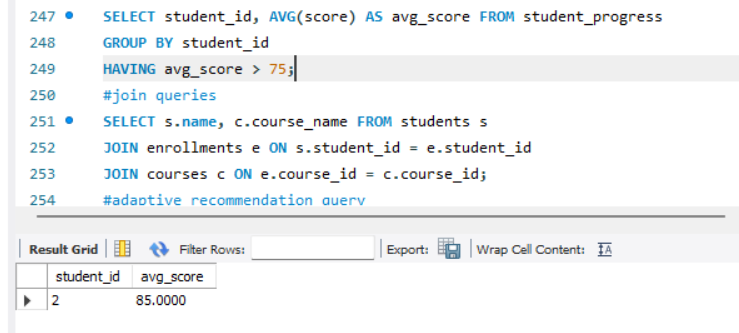 247 SELECT student_id, AVG(score) AS avg_score FROM student_progress
248 GROUP BY student_id
249 HAVING avg_score > 75;
250 #join queries
251 SELECT s.name, c.course_name FROM students s
252 JOIN enrollments e ON s.student_id = e.student_id
253 JOIN courses c ON e.course_id = c.course_id;
254 #adaptive recommendation query
Result Grid Filter Rows: Export: Wrap Cell Content: IA
student_id avg_score
2 85.0000